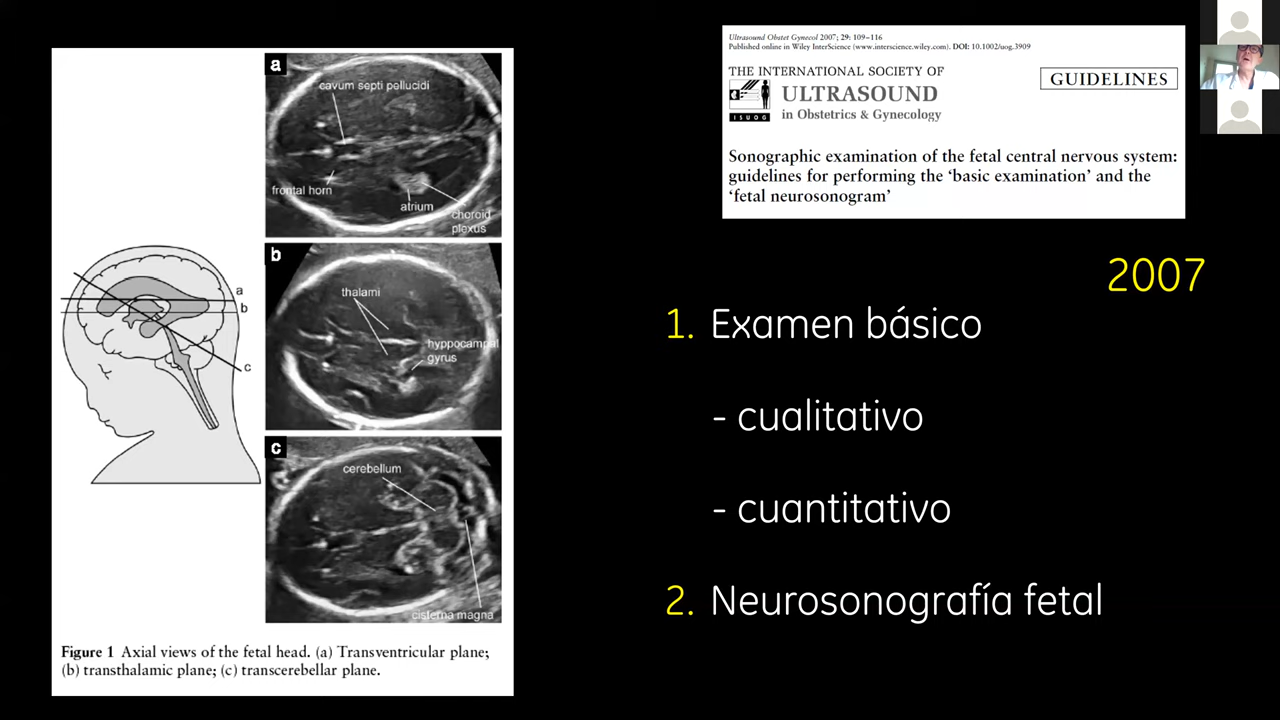 a
cavum septi pellucidi
frontal horn
atrium
choroid
plexus
b
thalami
hyppocampal
gyrus
c
cerebellum
cisterna magna
a
b
c
Figure 1 Axial views of the fetal head. (a) Transventricular plane;
(b) transthalamic plane; (c) transcerebellar plane.
Ultrasound Obstet Gynecol 2007; 29: 109–116
Published online in Wiley InterScience (www.interscience.wiley.com). DOI: 10.1002/uog.3909
THE INTERNATIONAL SOCIETY OF
ISUOG
ULTRASOUND
in Obstetrics & Gynecology
GUIDELINES
Sonographic examination of the fetal central nervous system:
guidelines for performing the ‘basic examination’ and the
‘fetal neurosonogram’
2007
1. Examen básico
- cualitativo
- cuantitativo
2. Neurosonografía fetal